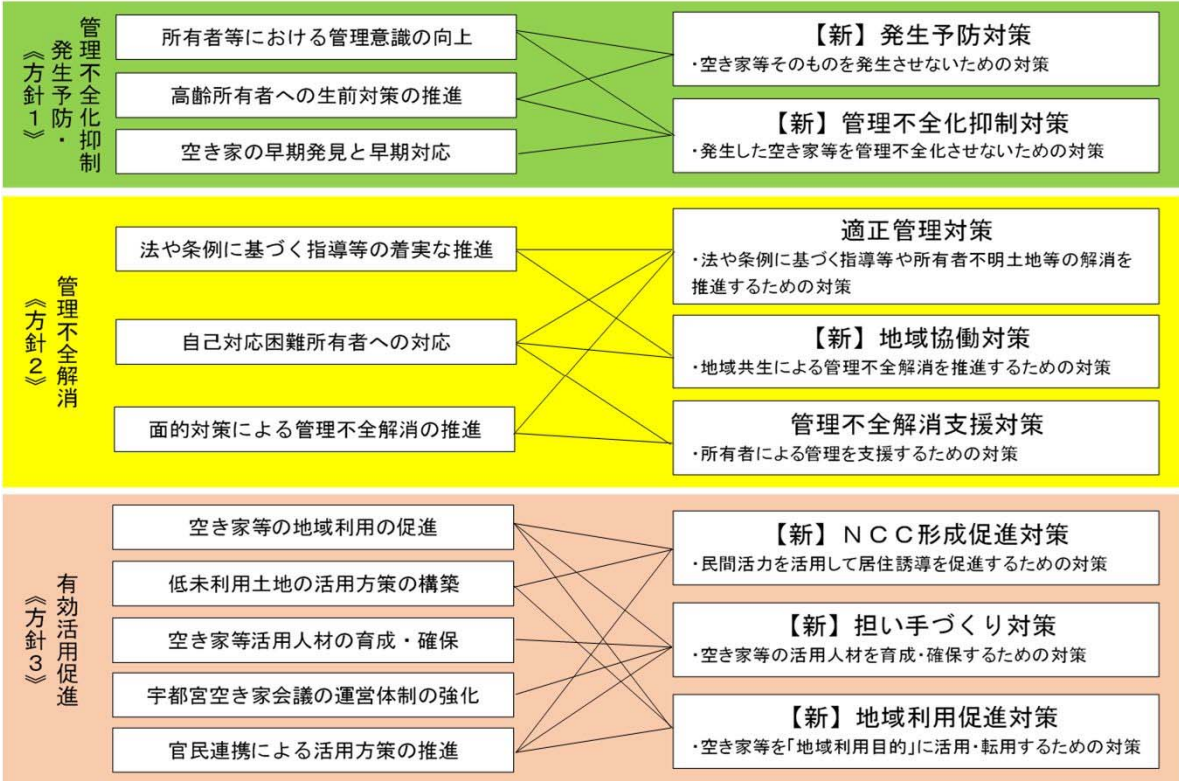 管理不全化抑制
発生予防・
《方針1》
所有者等における管理意識の向上
高齢所有者への生前対策の推進
空き家の早期発見と早期対応
【新】発生予防対策
・空き家等そのものを発生させないための対策
【新】管理不全化抑制対策
・発生した空き家等を管理不全化させないための対策
管理不全解消
《方針2》
法や条例に基づく指導等の着実な推進
自己対応困難所有者への対応
面的対策による管理不全解消の推進
適正管理対策
・法や条例に基づく指導等や所有者不明土地等の解消を
推進するための対策
【新】地域協働対策
・地域共生による管理不全解消を推進するための対策
管理不全解消支援対策
・所有者による管理を支援するための対策
有効活用促進
《方針3》
空き家等の地域利用の促進
低未利用土地の活用方策の構築
空き家等活用人材の育成・確保
宇都宮空き家会議の運営体制の強化
官民連携による活用方策の推進
【新】ＮＣＣ形成促進対策
・民間活力を活用して居住誘導を促進するための対策
【新】担い手づくり対策
・空き家等の活用人材を育成・確保するための対策
【新】地域利用促進対策
・空き家等を「地域利用目的」に活用・転用するための対策